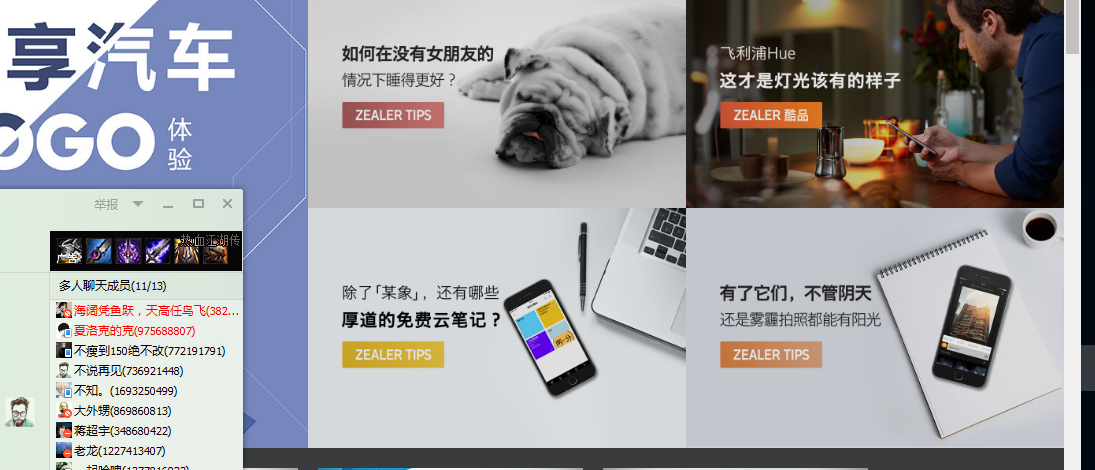 享汽车
OGO
体
验
如何在没有女朋友的
情况下睡得更好？
ZEALER TIPS
飞利浦Hue
这才是灯光该有的样子
ZEALER 酷品
除了「某象」，还有哪些
厚道的免费云笔记？
ZEALER TIPS
有了它们，不管阴天
还是雾霾拍照都能有阳光
ZEALER TIPS
举报
热血江湖传
广告
多人聊天成员(11/13)
海阔凭鱼跃，天高任鸟飞(382...
夏洛克的克(975688807)
不瘦到150绝不改(772191791)
不说再见(736921448)
不知。(1693250499)
大外甥(869860813)
蒋超宇(348680422)
老龙(1227413407)